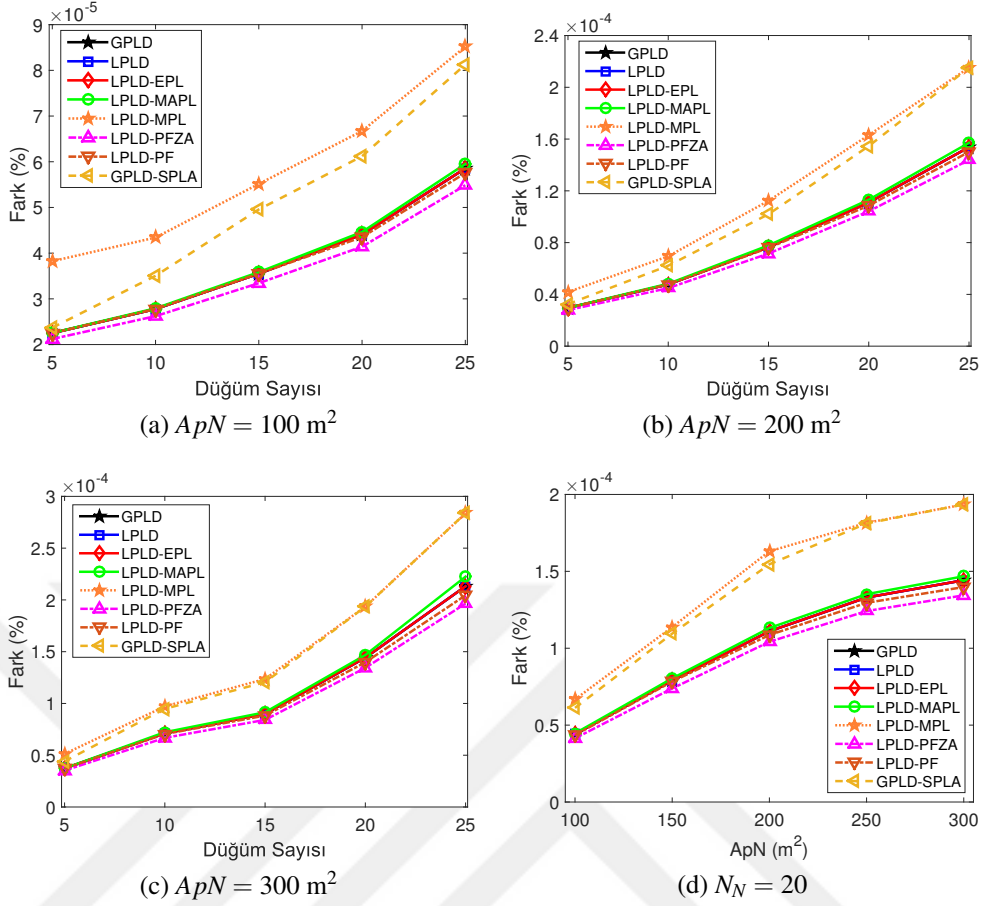 ×10⁻⁵
9
8
7
6
5
4
3
2
Fark (%)
GPLD
LPLD
LPLD-EPL
LPLD-MAPL
LPLD-MPL
LPLD-PFZA
LPLD-PF
GPLD-SPLA
5 10 15 20 25
Düğüm Sayısı
(a) ApN = 100 m²
×10⁻⁴
2.4
2
1.6
1.2
0.8
0.4
0
Fark (%)
GPLD
LPLD
LPLD-EPL
LPLD-MAPL
LPLD-MPL
LPLD-PFZA
LPLD-PF
GPLD-SPLA
5 10 15 20 25
Düğüm Sayısı
(b) ApN = 200 m²
×10⁻⁴
3
2.5
2
1.5
1
0.5
0
Fark (%)
GPLD
LPLD
LPLD-EPL
LPLD-MAPL
LPLD-MPL
LPLD-PFZA
LPLD-PF
GPLD-SPLA
5 10 15 20 25
Düğüm Sayısı
(c) ApN = 300 m²
×10⁻⁴
2
1.5
1
0.5
0
Fark (%)
GPLD
LPLD
LPLD-EPL
LPLD-MAPL
LPLD-MPL
LPLD-PFZA
LPLD-PF
GPLD-SPLA
100 150 200 250 300
ApN (m²)
(d) N_N = 20